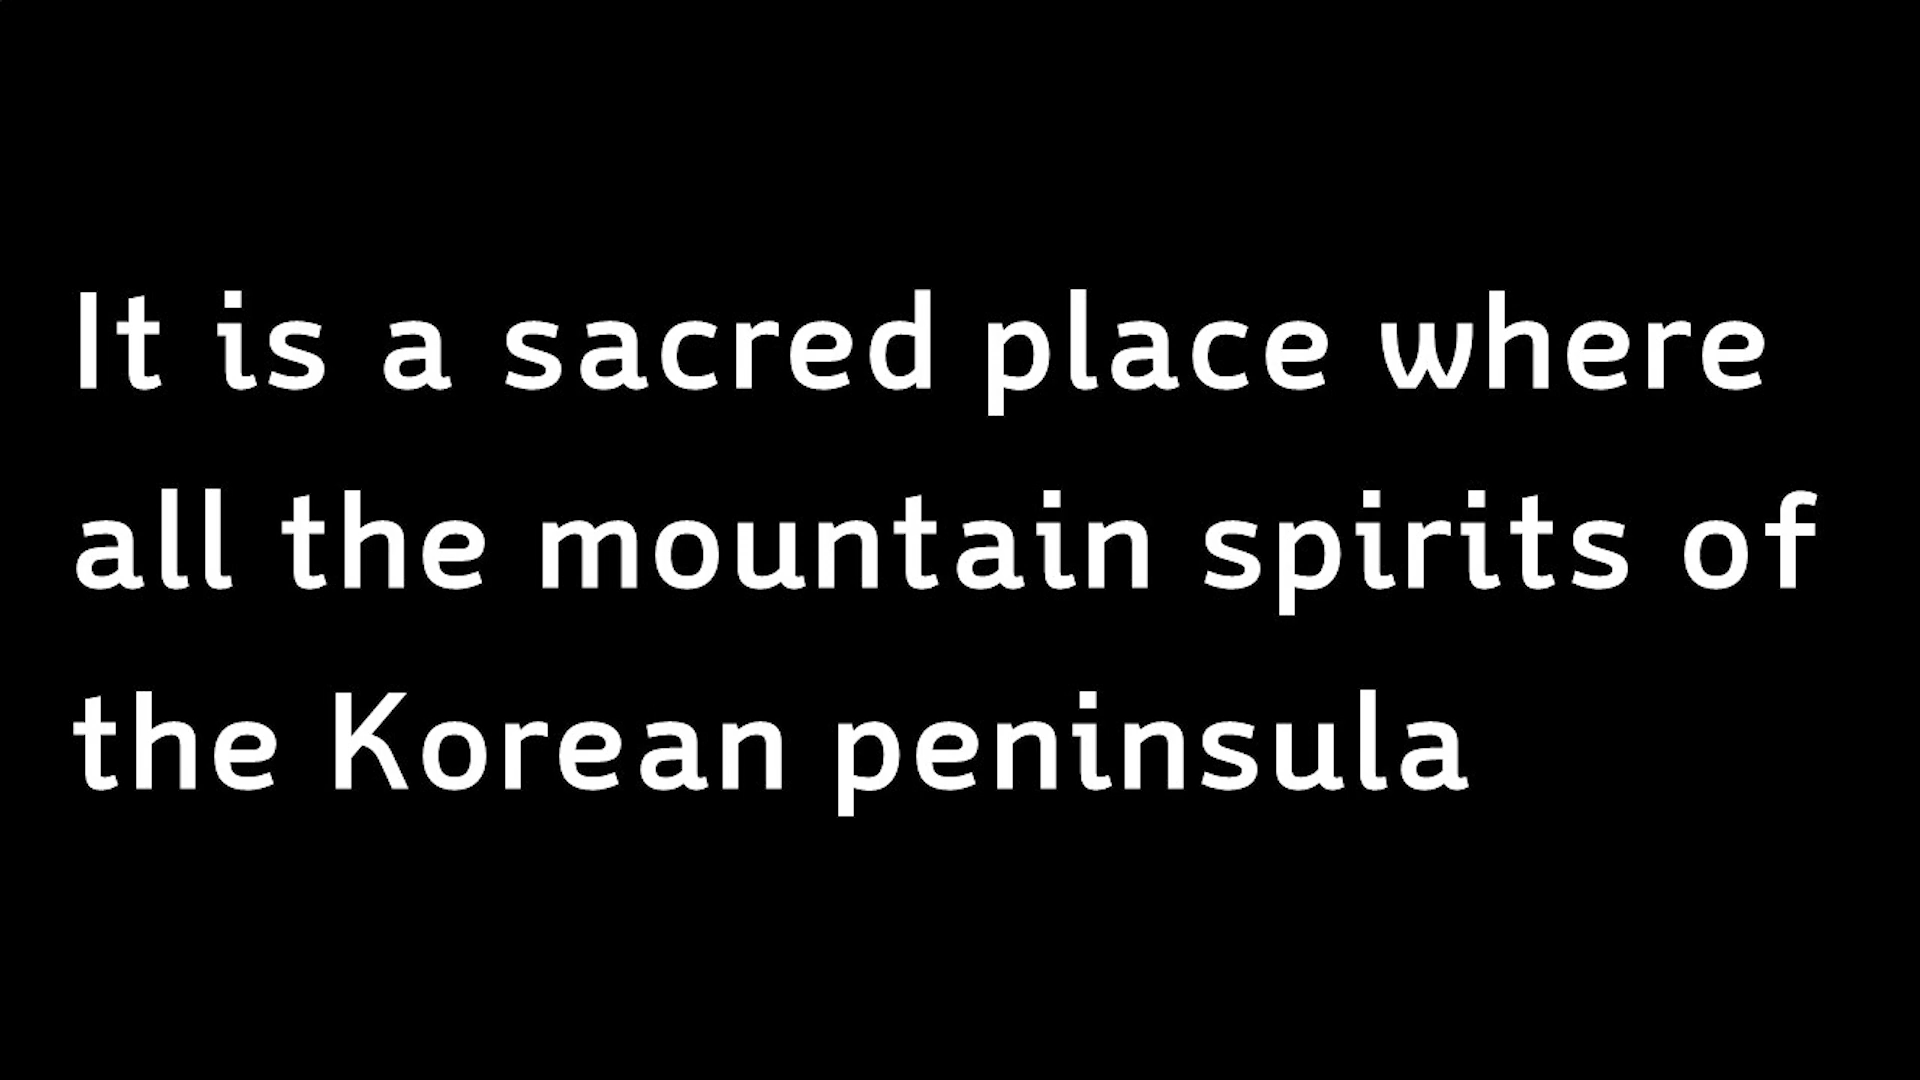 It is a sacred place where
all the mountain spirits of
the Korean peninsula